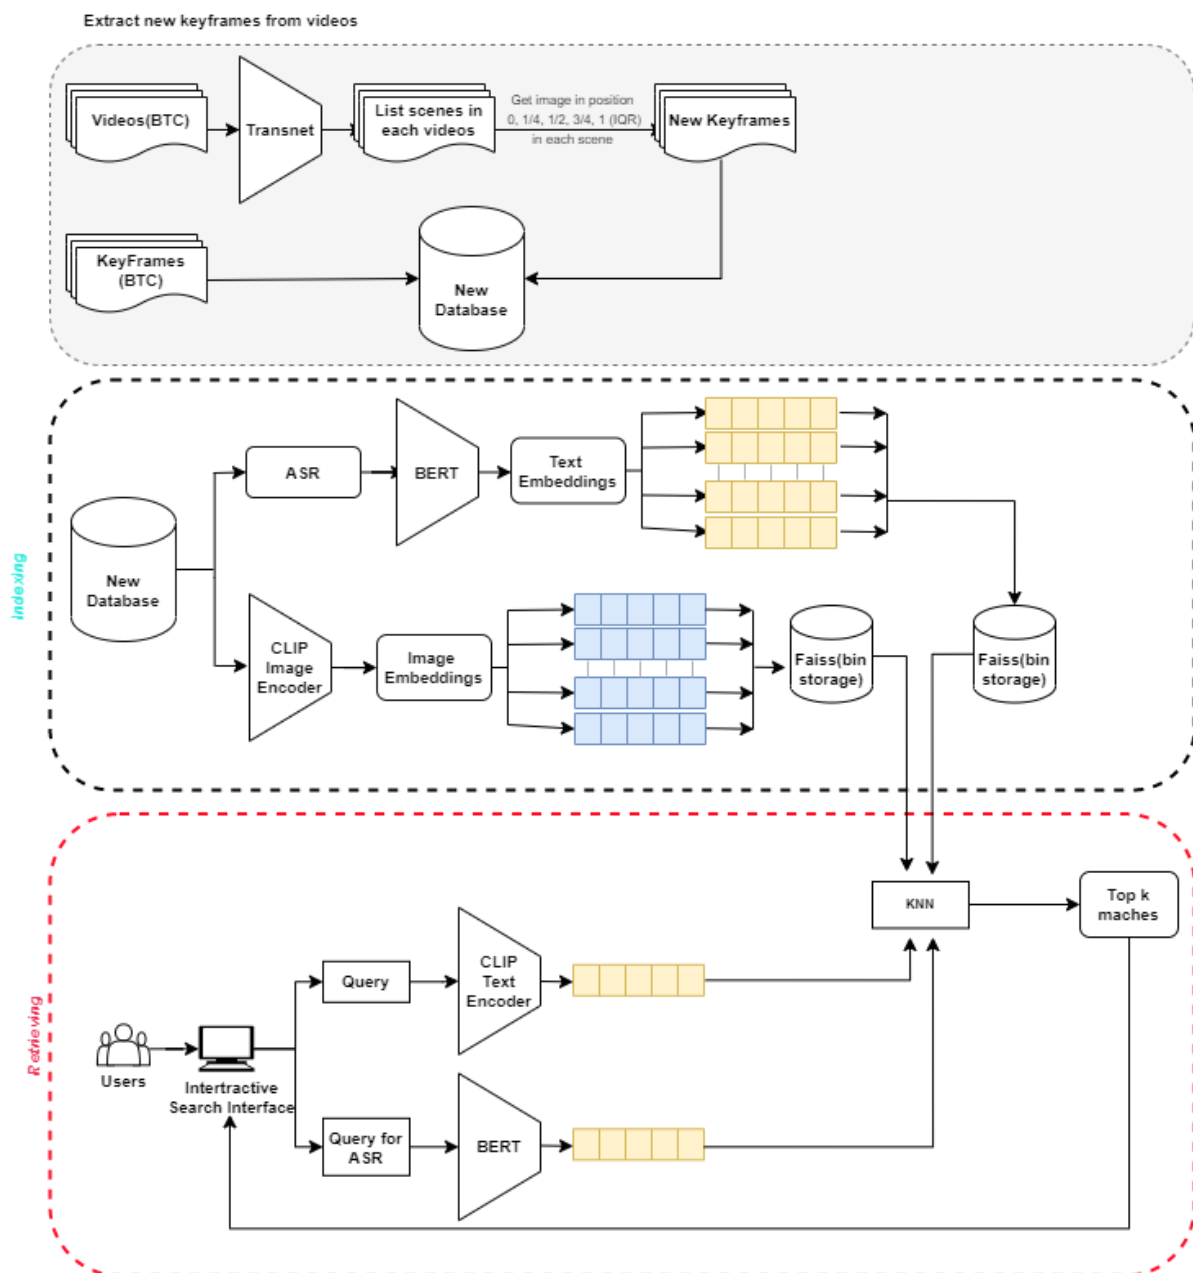 Extract new keyframes from videos
Videos(BTC)
Transnet
List scenes in
each videos
Get image in position
0, 1/4, 1/2, 3/4, 1 (IQR)
in each scene
New Keyframes
KeyFrames
(BTC)
New
Database
Indexing
New
Database
ASR
BERT
Text
Embeddings
CLIP
Image
Encoder
Image
Embeddings
Faiss(bin
storage)
Faiss(bin
storage)
Retrieving
KNN
Top k
maches
Query
CLIP
Text
Encoder
Users
Intertractive
Search Interface
Query for
ASR
BERT